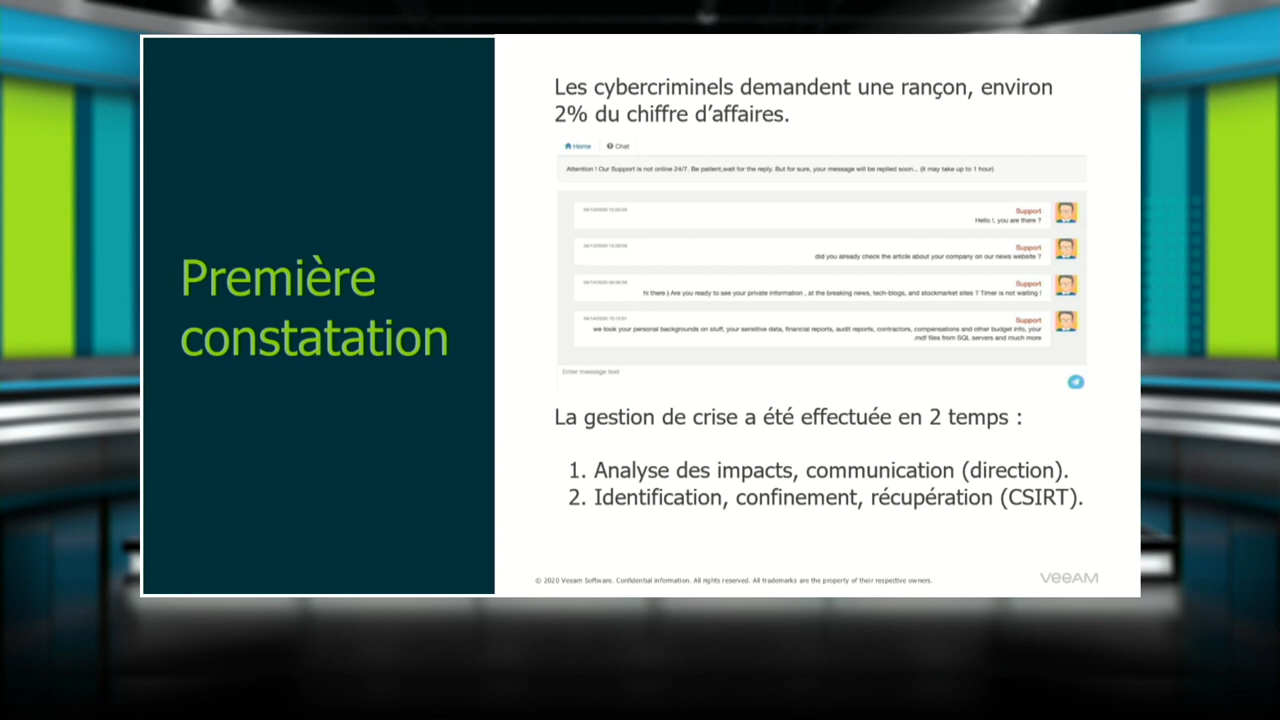 Première
constatation
Les cybercriminels demandent une rançon, environ
2% du chiffre d’affaires.
Home Chat
Attention ! Our Support is not online 24/7. Be patient,wait for the reply. But for sure, your message will be replied soon... (it may take up to 1 hour)
Support
Hello !, you are there ?
Support
did you already check the article about your company on our news website ?
Support
hi there ) Are you ready to see your private information , at the breaking news, tech-blogs, and stockmarket sites ? Timer is not waiting !
Support
we took your personal backgrounds on stuff, your sensitive data, financial reports, audit reports, contractors, compensations and other budget info, your
.mdf files from SQL servers and much more
Enter message text
La gestion de crise a été effectuée en 2 temps :
1. Analyse des impacts, communication (direction).
2. Identification, confinement, récupération (CSIRT).
© 2020 Veeam Software. Confidential information. All rights reserved. All trademarks are the property of their respective owners.
VEEAM